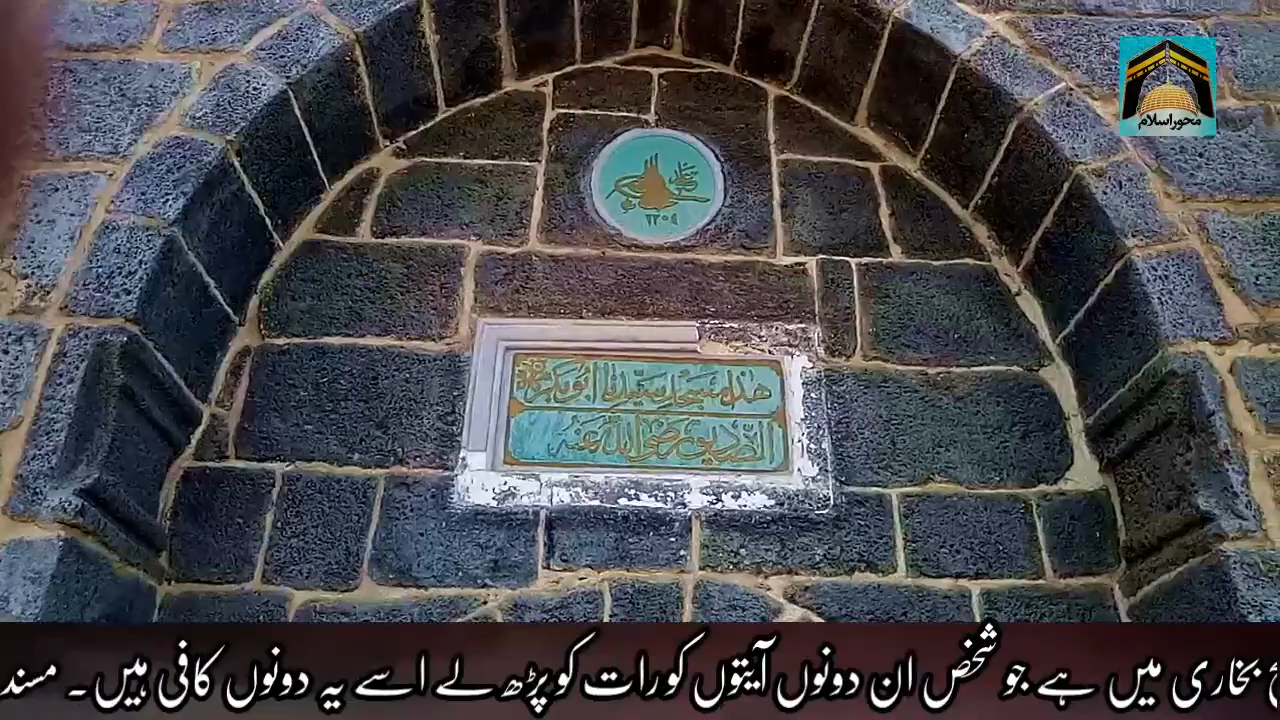 محور اسلام
١٢٠٤
هذا مسجد سيدنا ابو بكر
الصديق رضي الله عنه
بخاری میں ہے جو شخص ان دونوں آیتوں کو رات کو پڑھ لے اسے یہ دونوں کافی ہیں۔ مسند